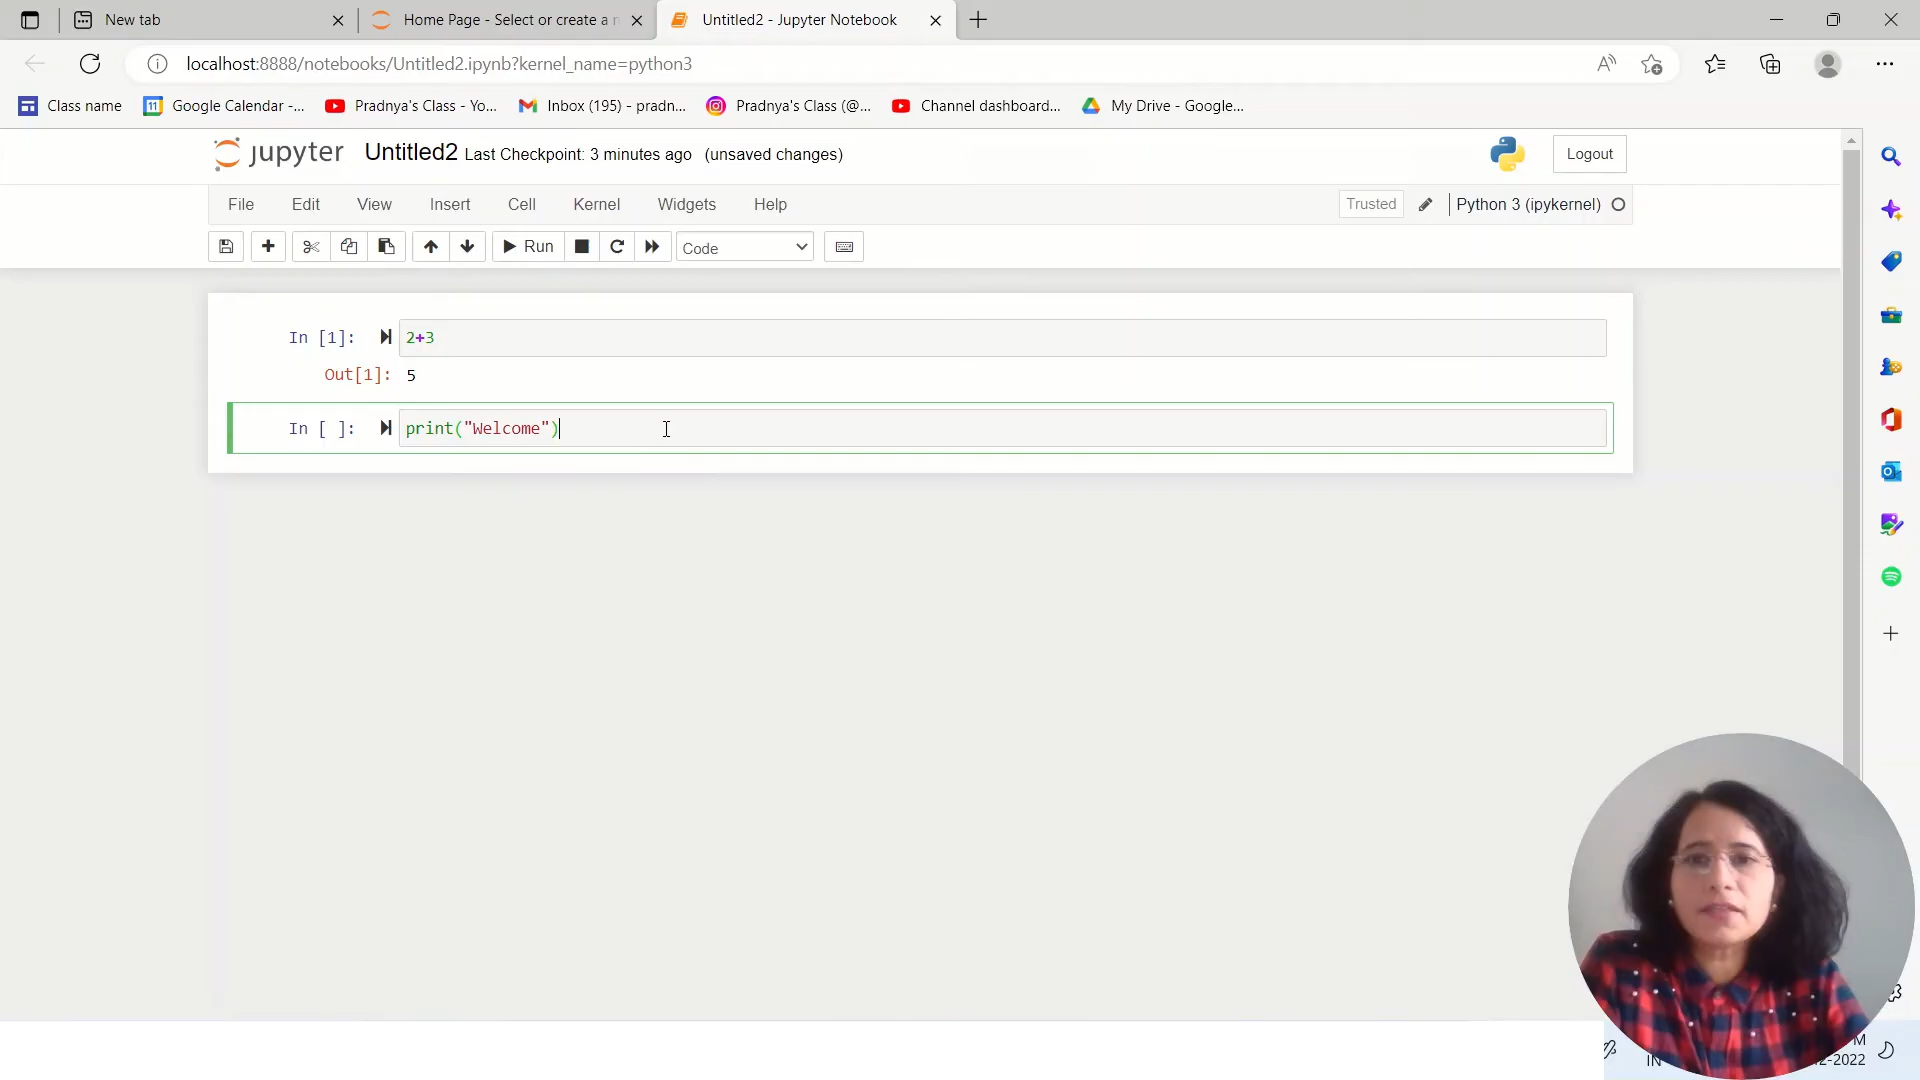 New tab
Home Page - Select or create a n
Untitled2 - Jupyter Notebook
localhost:8888/notebooks/Untitled2.ipynb?kernel_name=python3
Class name
Google Calendar -...
Pradnya's Class - Yo...
Inbox (195) - pradn...
Pradnya's Class (@...
Channel dashboard...
My Drive - Google...
jupyter Untitled2 Last Checkpoint: 3 minutes ago (unsaved changes)
Logout
File Edit View Insert Cell Kernel Widgets Help
Trusted
Python 3 (ipykernel)
Run
Code
In [1]: 2+3
Out[1]: 5
In [ ]: print("Welcome")
M
IN
2-2022